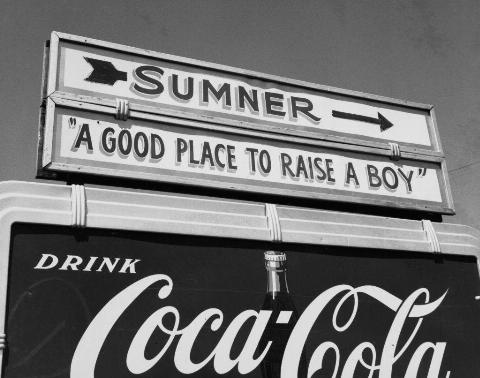 SUMNER
"A GOOD PLACE TO RAISE A BOY"
DRINK
Coca-Cola